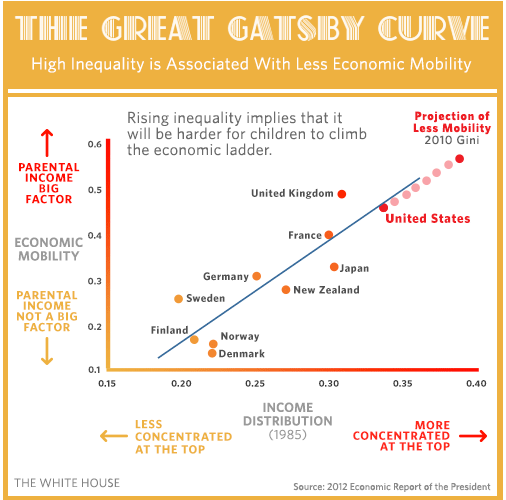 THE GREAT GATSBY CURVE
High Inequality is Associated With Less Economic Mobility
Rising inequality implies that it
will be harder for children to climb
the economic ladder.
Projection of
Less Mobility
2010 Gini
PARENTAL
INCOME
BIG
FACTOR
ECONOMIC
MOBILITY
PARENTAL
INCOME
NOT A BIG
FACTOR
0.6
0.5
0.4
0.3
0.2
0.1
United Kingdom
United States
France
Japan
Germany
New Zealand
Sweden
Finland
Norway
Denmark
0.15
0.20
0.25
0.30
0.35
0.40
INCOME
DISTRIBUTION
(1985)
LESS
CONCENTRATED
AT THE TOP
MORE
CONCENTRATED
AT THE TOP
THE WHITE HOUSE
Source: 2012 Economic Report of the President